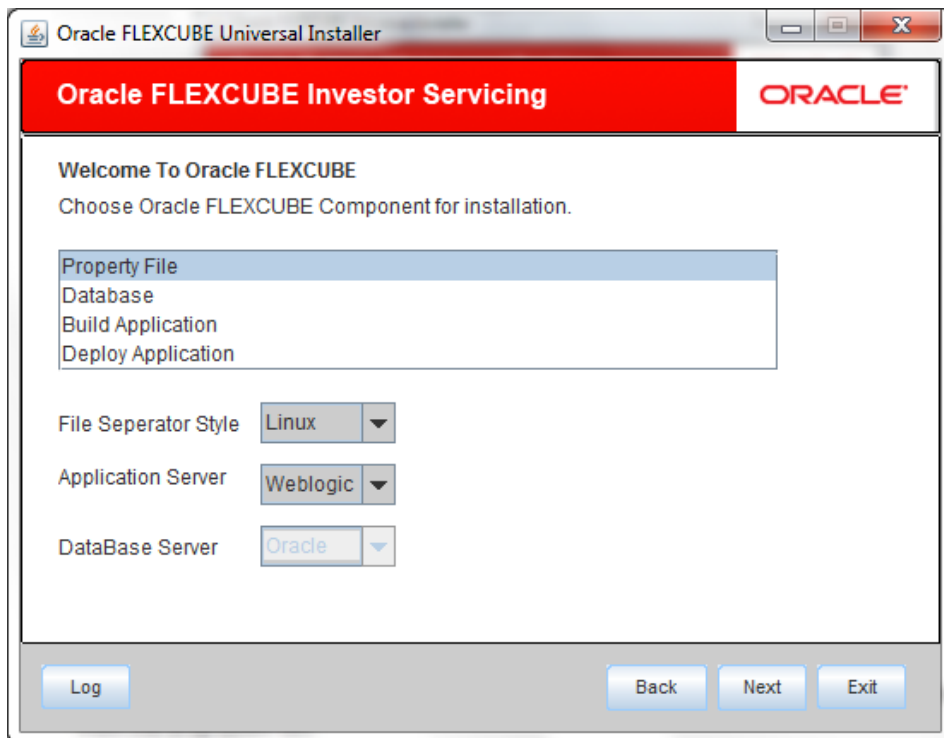 Oracle FLEXCUBE Universal Installer
Oracle FLEXCUBE Investor Servicing
ORACLE
Welcome To Oracle FLEXCUBE
Choose Oracle FLEXCUBE Component for installation.
Property File
Database
Build Application
Deploy Application
File Seperator Style Linux
Application Server Weblogic
DataBase Server Oracle
Log Back Next Exit